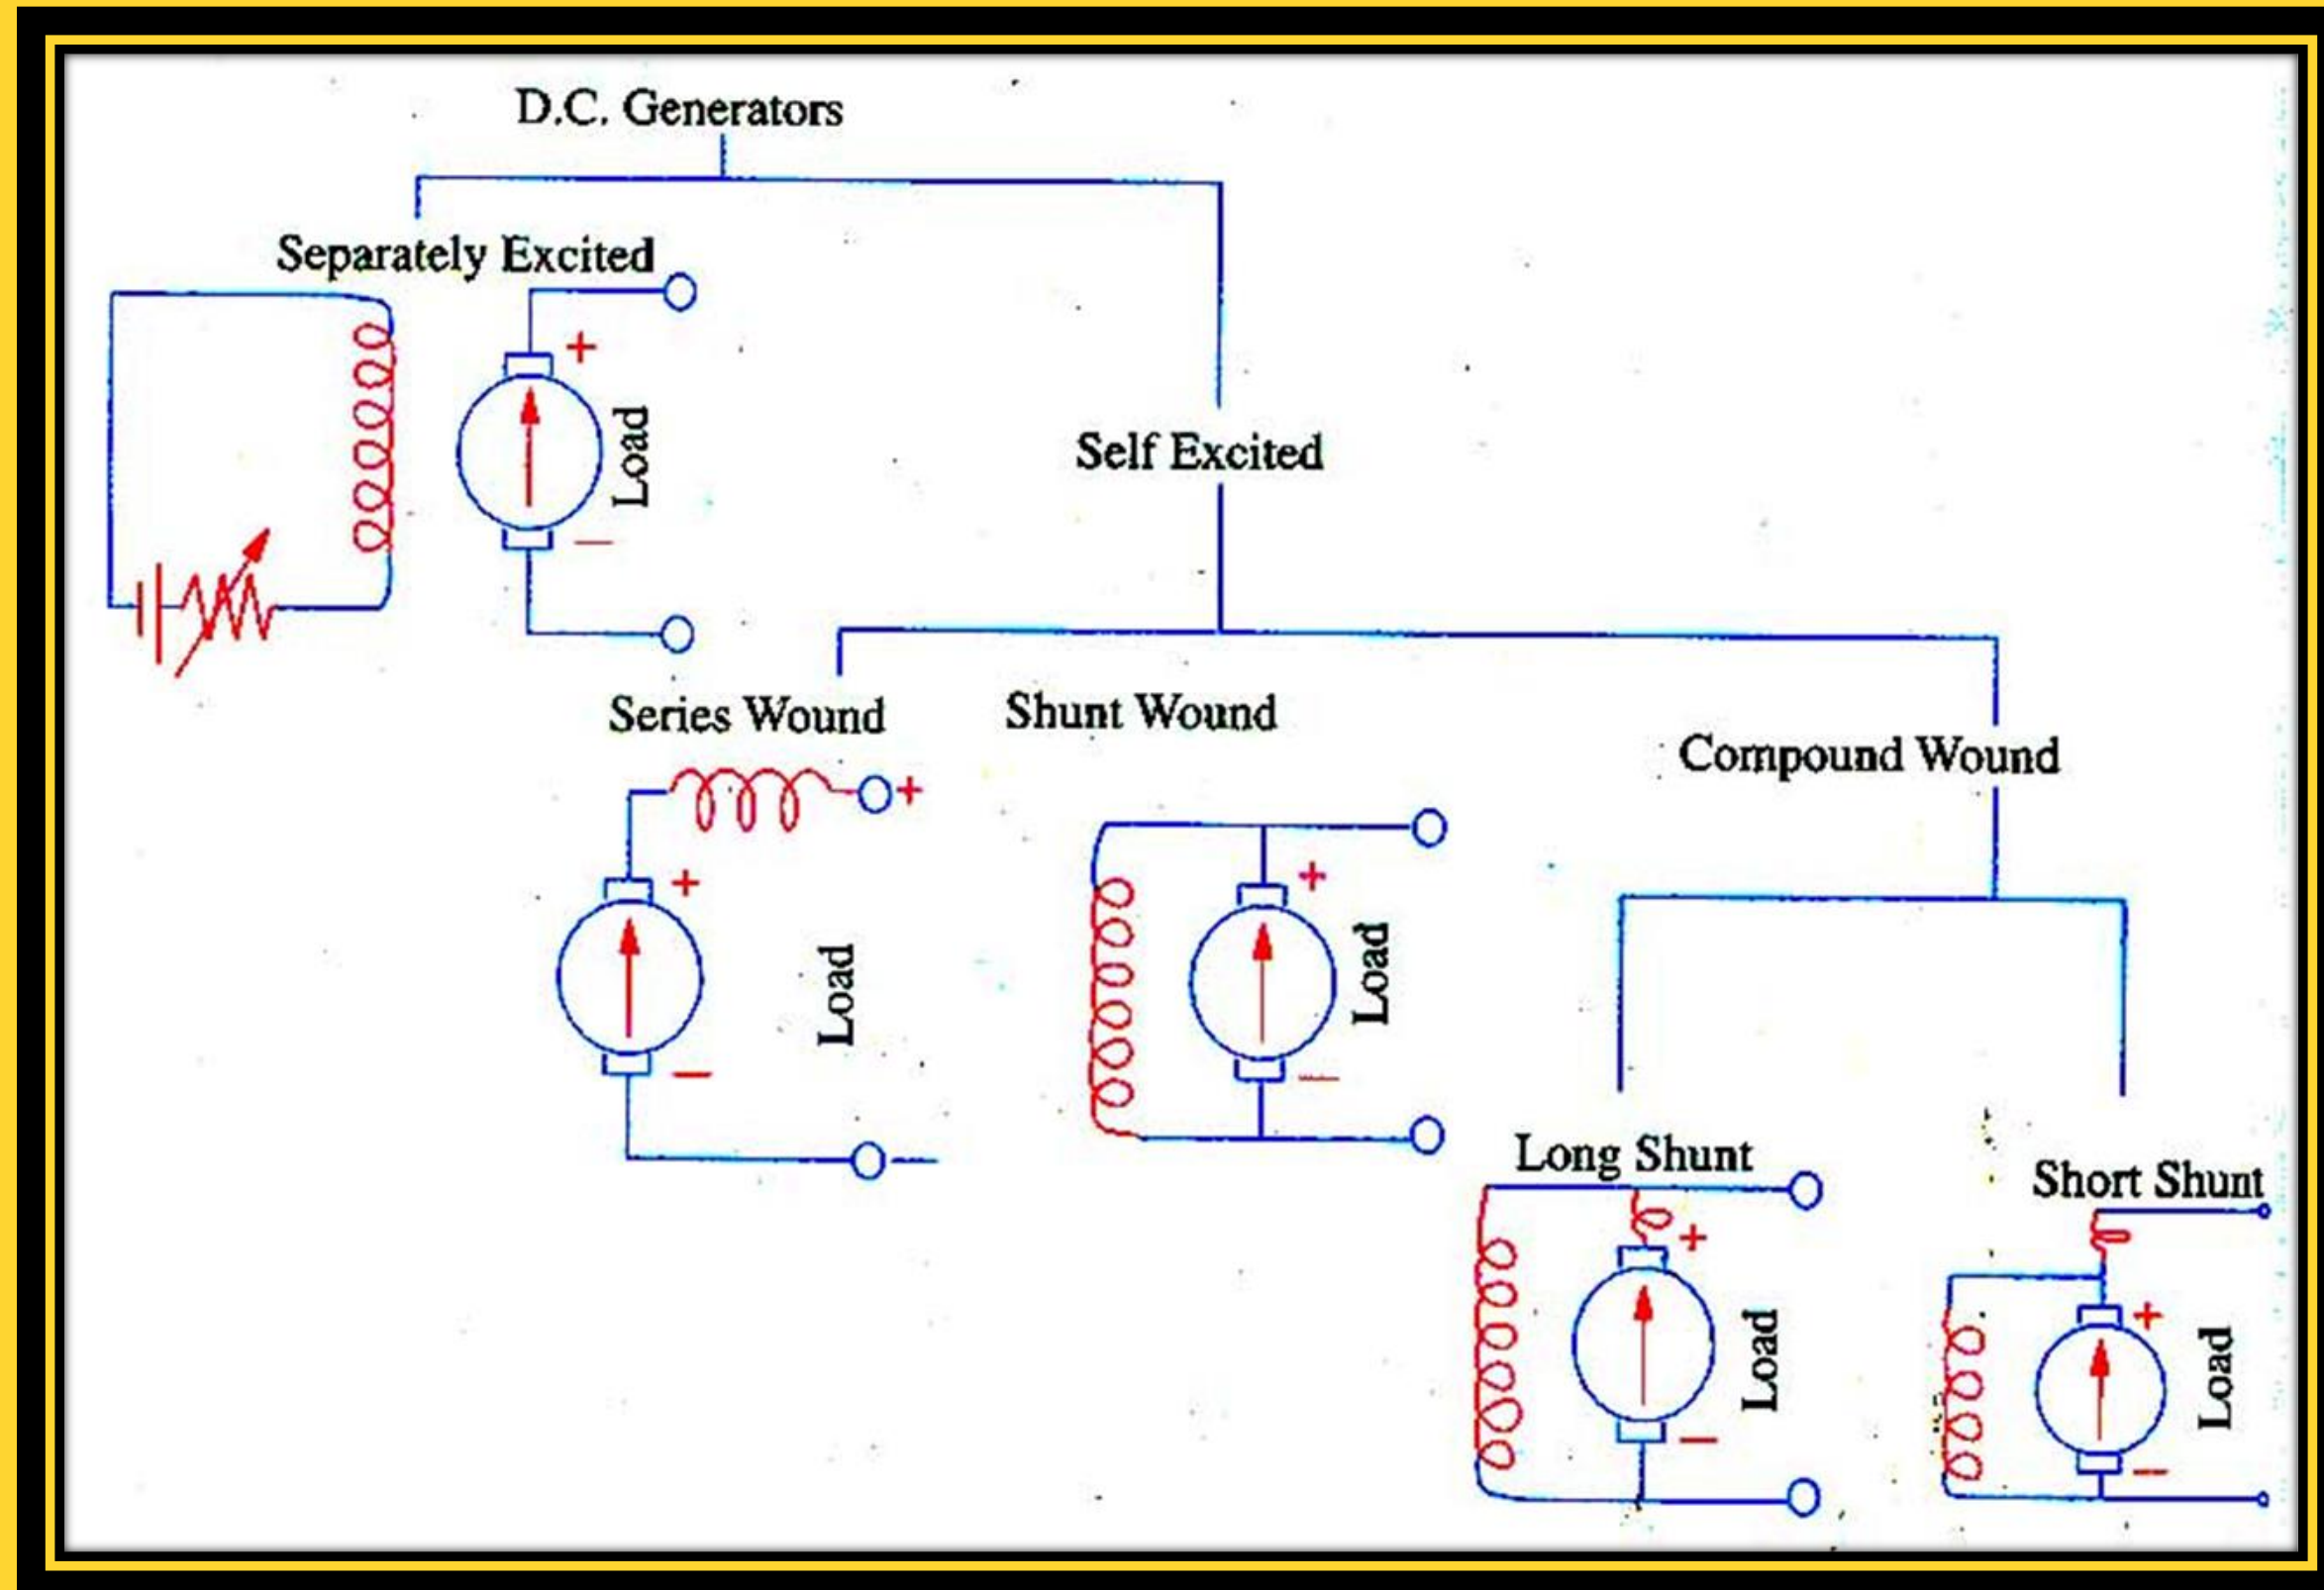 D.C. Generators
Separately Excited
+
Load
−
Self Excited
Series Wound
Shunt Wound
Compound Wound
+
+
Load
−
+
Load
−
Long Shunt
+
Load
−
Short Shunt
+
Load
−